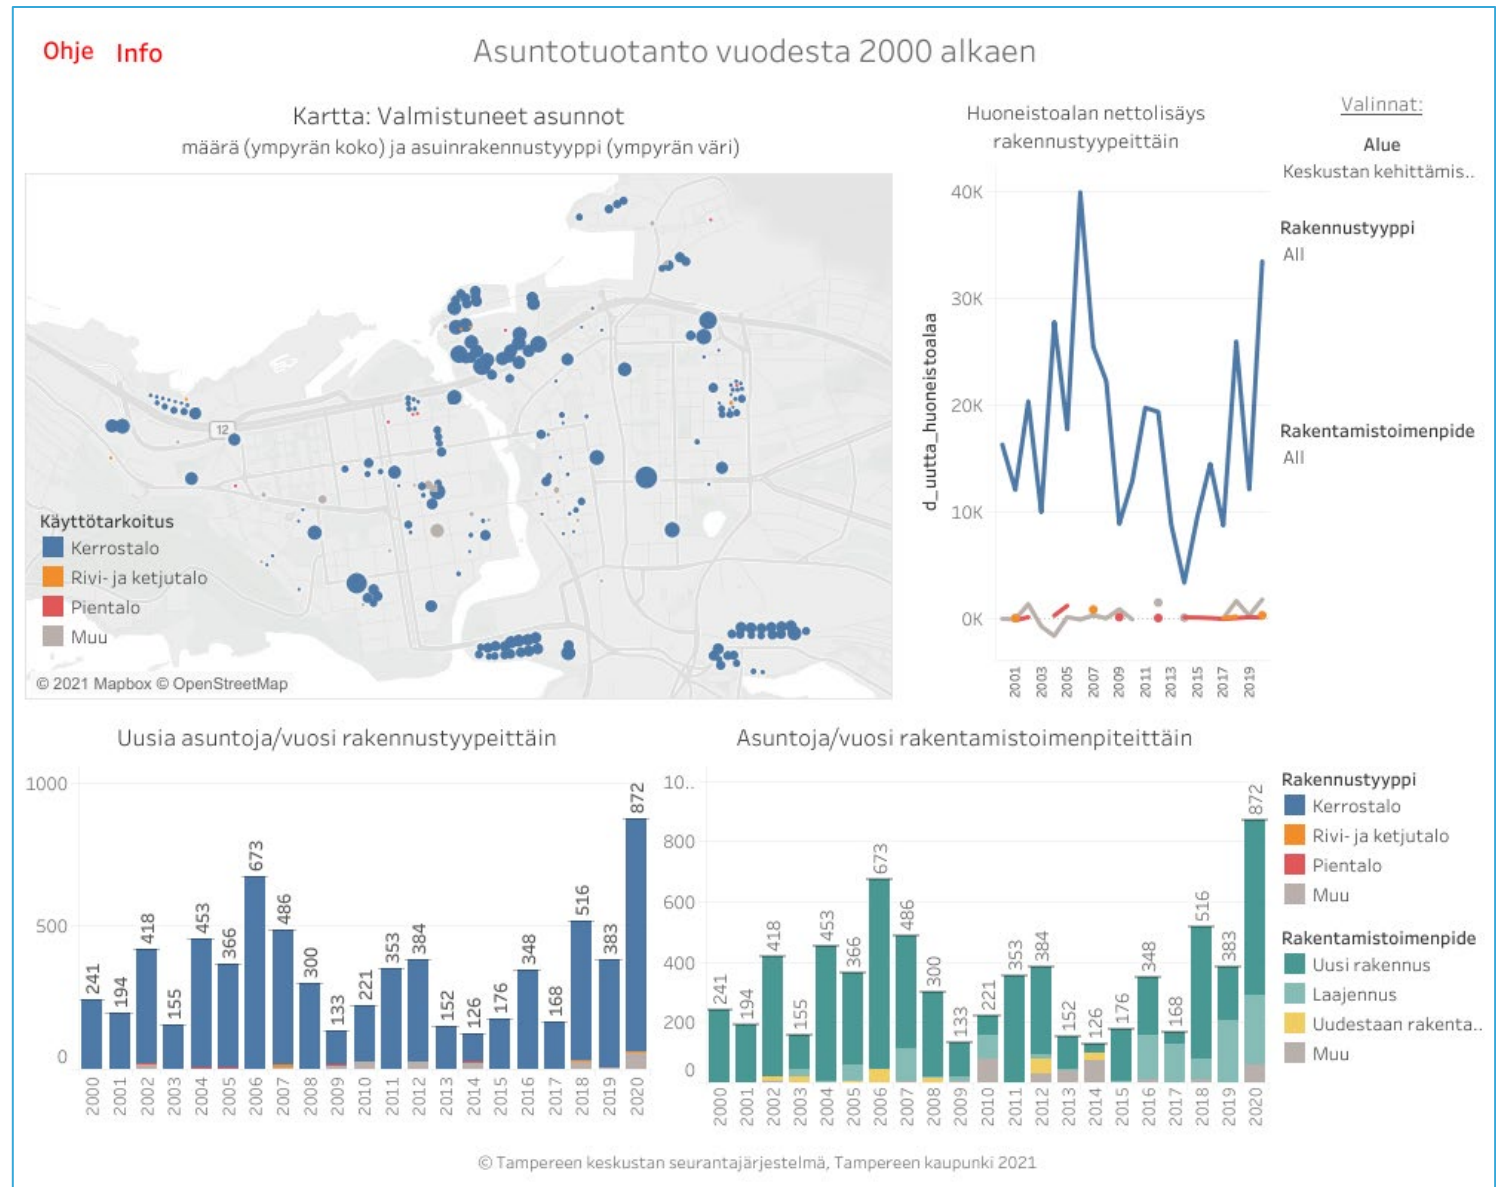 Ohje Info
Asuntotuotanto vuodesta 2000 alkaen
Kartta: Valmistuneet asunnot
määrä (ympyrän koko) ja asuinrakennustyyppi (ympyrän väri)
12
Käyttötarkoitus
Kerrostalo
Rivi- ja ketjutalo
Pientalo
Muu
© 2021 Mapbox © OpenStreetMap
Huoneistoalan nettolisäys
rakennustyypeittäin
d_uutta_huoneistoalaa
40K
30K
20K
10K
0K
2001 2003 2005 2007 2009 2011 2013 2015 2017 2019
Valinnat:
Alue
Keskustan kehittämis..
Rakennustyyppi
All
Rakentamistoimenpide
All
Uusia asuntoja/vuosi rakennustyypeittäin
1000
500
0
241 194 418 155 453 366 673 486 300 133 221 353 384 152 126 176 348 168 516 383 872
2000 2001 2002 2003 2004 2005 2006 2007 2008 2009 2010 2011 2012 2013 2014 2015 2016 2017 2018 2019 2020
Asuntoja/vuosi rakentamistoimenpiteittäin
10..
800
600
400
200
0
241 194 418 155 453 366 673 486 300 133 221 353 384 152 126 176 348 168 516 383 872
2000 2001 2002 2003 2004 2005 2006 2007 2008 2009 2010 2011 2012 2013 2014 2015 2016 2017 2018 2019 2020
Rakennustyyppi
Kerrostalo
Rivi- ja ketjutalo
Pientalo
Muu
Rakentamistoimenpide
Uusi rakennus
Laajennus
Uudestaan rakenta..
Muu
© Tampereen keskustan seurantajärjestelmä, Tampereen kaupunki 2021